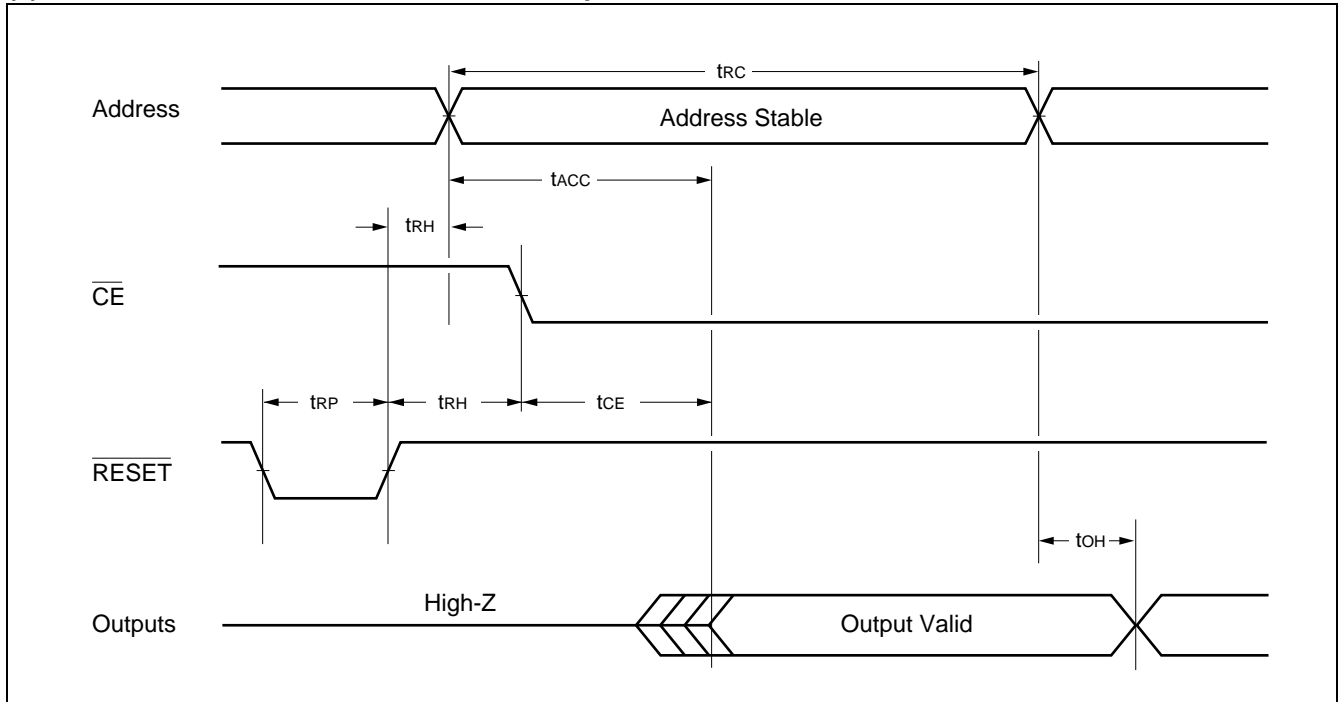 tRC
Address
Address Stable
tACC
tRH
CE
tRP
tRH
tCE
RESET
tOH
High-Z
Outputs
Output Valid